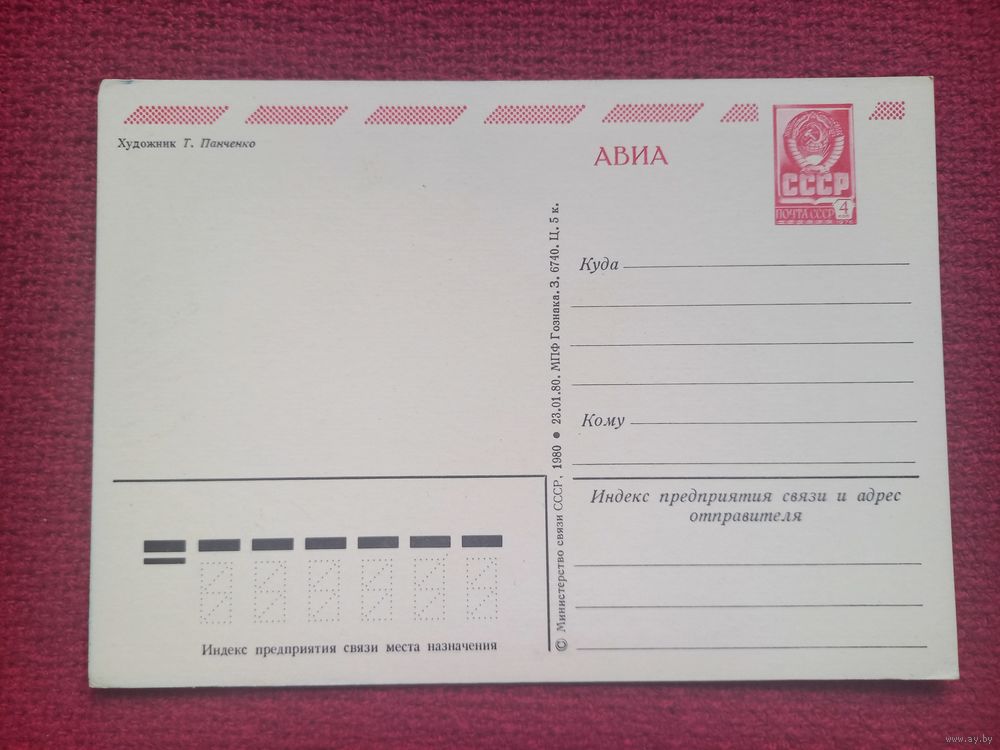 Художник Т. Панченко
АВИА
СССР
ПОЧТА СССР
4
Куда
Кому
Индекс предприятия связи и адрес
отправителя
© Министерство связи СССР, 1980 ● 23.01.80. МПФ Гознака. З. 6740. Ц. 5 к.
Индекс предприятия связи места назначения
www.ay.by